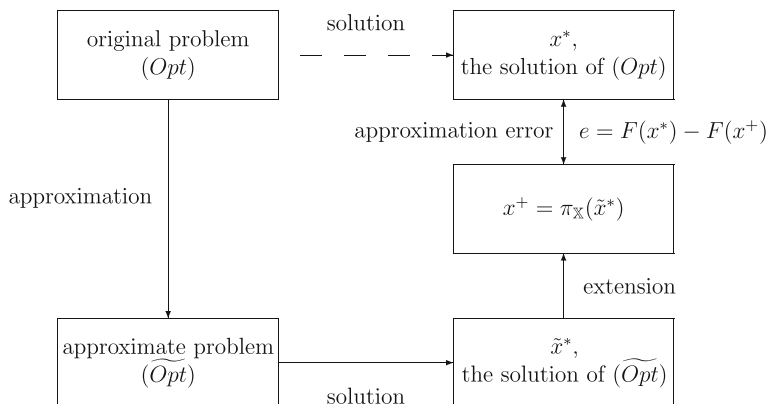 original problem
(Opt)
solution
x*,
the solution of (Opt)
approximation error
e = F(x*) − F(x⁺)
approximation
x⁺ = π_𝕏(x̃*)
extension
approximate problem
(Õpt)
solution
x̃*,
the solution of (Õpt)